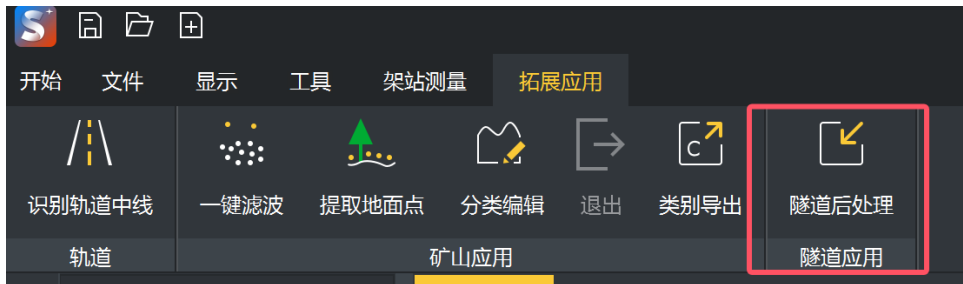 S
开始 文件 显示 工具 架站测量 拓展应用
C
识别轨道中线 一键滤波 提取地面点 分类编辑 退出 类别导出 隧道后处理
轨道 矿山应用 隧道应用